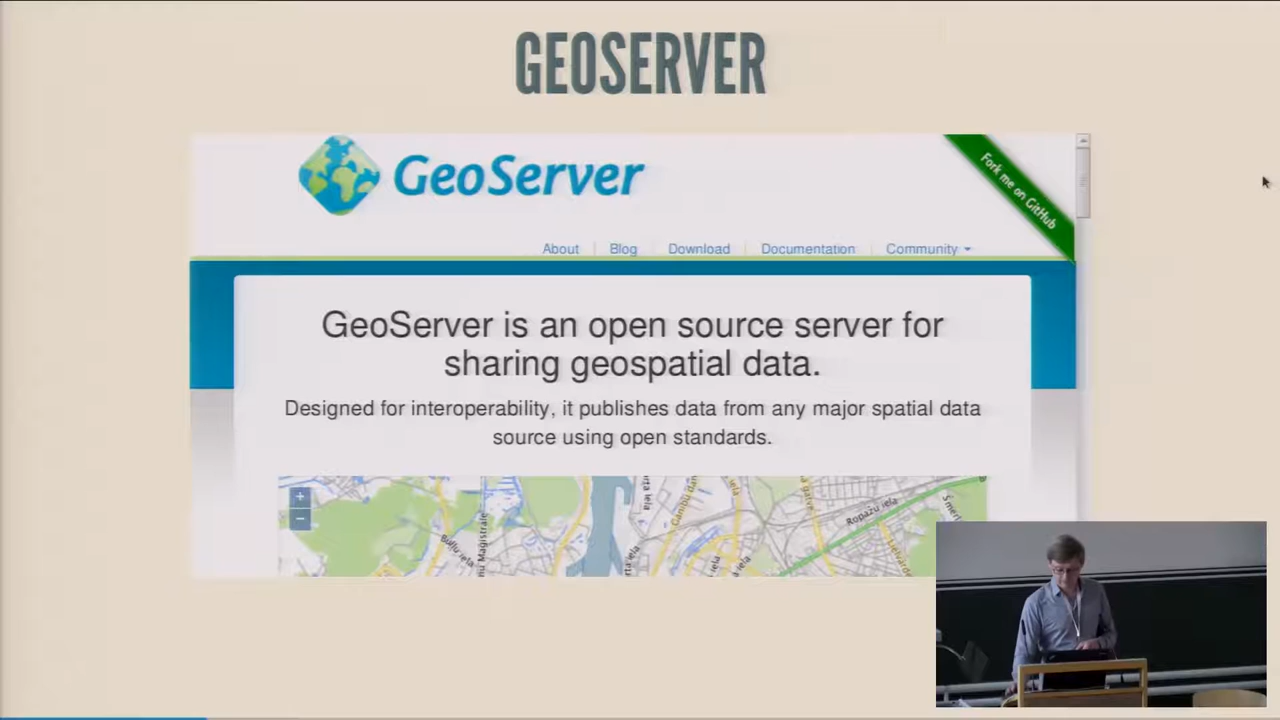 GEOSERVER
GeoServer
Fork me on GitHub
About
Blog
Download
Documentation
Community
GeoServer is an open source server for
sharing geospatial data.
Designed for interoperability, it publishes data from any major spatial data
source using open standards.
+
−
Ropažu iela